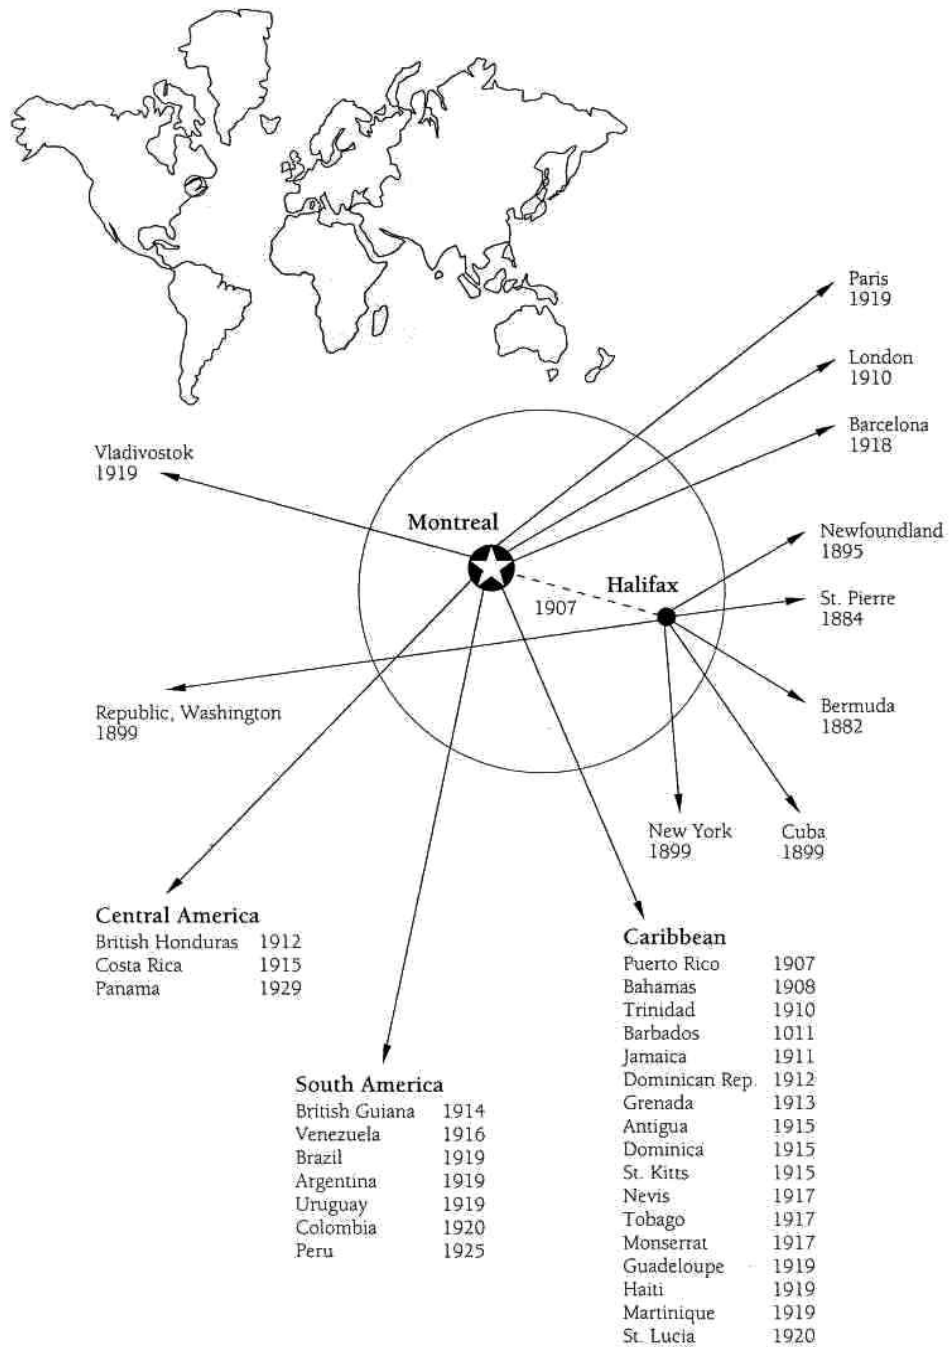 Paris
1919
London
1910
Barcelona
1918
Vladivostok
1919
Montreal
Newfoundland
1895
Halifax
St. Pierre
1884
1907
Republic, Washington
1899
Bermuda
1882
New York
1899
Cuba
1899
Central America
British Honduras 1912
Costa Rica 1915
Panama 1929
Caribbean
Puerto Rico 1907
Bahamas 1908
Trinidad 1910
Barbados 1011
Jamaica 1911
Dominican Rep. 1912
Grenada 1913
Antigua 1915
Dominica 1915
St. Kitts 1915
Nevis 1917
Tobago 1917
Monserrat 1917
Guadeloupe 1919
Haiti 1919
Martinique 1919
St. Lucia 1920
South America
British Guiana 1914
Venezuela 1916
Brazil 1919
Argentina 1919
Uruguay 1919
Colombia 1920
Peru 1925